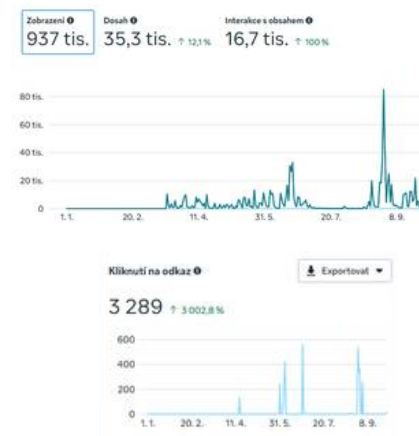 Zobrazení Dosah Interakce s obsahem
937 tis. 35,3 tis. ↑ 12,1 % 16,7 tis. ↑ 100 %
80 tis.
60 tis.
40 tis.
20 tis.
0
1. 1. 20. 2. 11. 4. 31. 5. 20. 7. 8. 9.
Kliknutí na odkaz Exportovat
3 289 ↑ 3 002,8 %
600
400
200
0
1. 1. 20. 2. 11. 4. 31. 5. 20. 7. 8. 9.